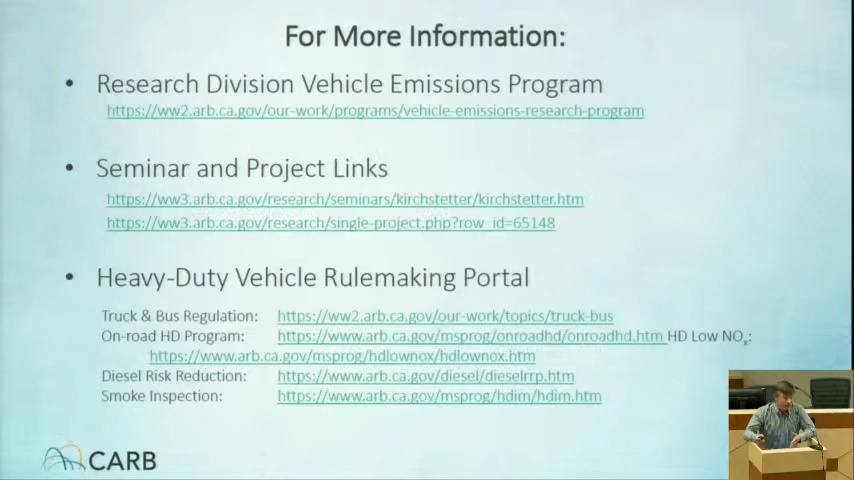 For More Information:
• Research Division Vehicle Emissions Program
https://ww2.arb.ca.gov/our-work/programs/vehicle-emissions-research-program
• Seminar and Project Links
https://ww3.arb.ca.gov/research/seminars/kirchstetter/kirchstetter.htm
https://ww3.arb.ca.gov/research/single-project.php?row_id=65148
• Heavy-Duty Vehicle Rulemaking Portal
Truck & Bus Regulation: https://ww2.arb.ca.gov/our-work/topics/truck-bus
On-road HD Program: https://www.arb.ca.gov/msprog/onroadhd/onroadhd.htm HD Low NOx:
https://www.arb.ca.gov/msprog/hdlownox/hdlownox.htm
Diesel Risk Reduction: https://www.arb.ca.gov/diesel/dieselrrp.htm
Smoke Inspection: https://www.arb.ca.gov/msprog/hdim/hdim.htm
CARB